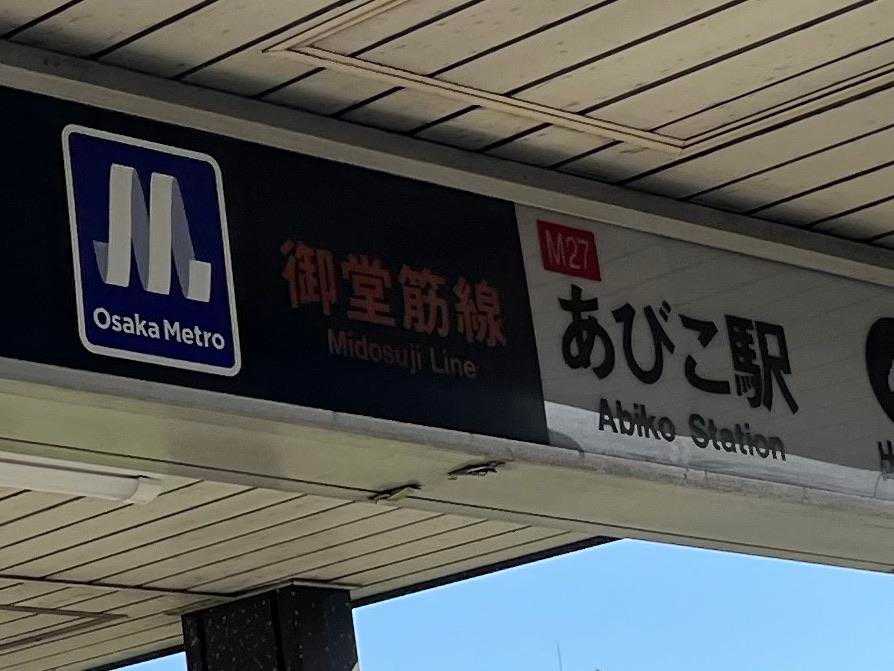 Osaka Metro
御堂筋線
Midosuji Line
M27
あびこ駅
Abiko Station